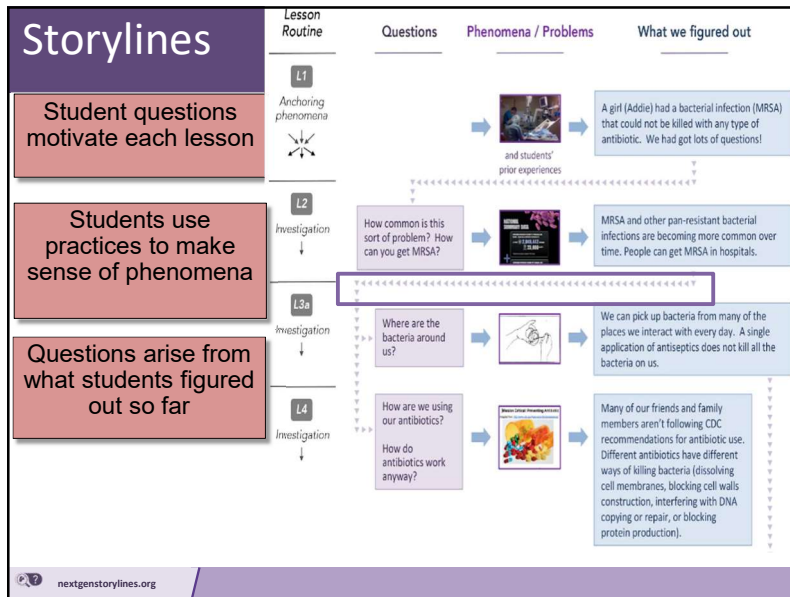 Storylines
Lesson
Routine
Questions
Phenomena / Problems
What we figured out
Student questions
motivate each lesson
Students use
practices to make
sense of phenomena
Questions arise from
what students figured
out so far
L1
Anchoring
phenomena
and students'
prior experiences
A girl (Addie) had a bacterial infection (MRSA)
that could not be killed with any type of
antibiotic. We had got lots of questions!
L2
Investigation
How common is this
sort of problem? How
can you get MRSA?
MRSA and other pan-resistant bacterial
infections are becoming more common over
time. People can get MRSA in hospitals.
L3a
Investigation
Where are the
bacteria around
us?
We can pick up bacteria from many of the
places we interact with every day. A single
application of antiseptics does not kill all the
bacteria on us.
L4
Investigation
How are we using
our antibiotics?
How do
antibiotics work
anyway?
Many of our friends and family
members aren't following CDC
recommendations for antibiotic use.
Different antibiotics have different
ways of killing bacteria (dissolving
cell membranes, blocking cell walls
construction, interfering with DNA
copying or repair, or blocking
protein production).
nextgenstorylines.org